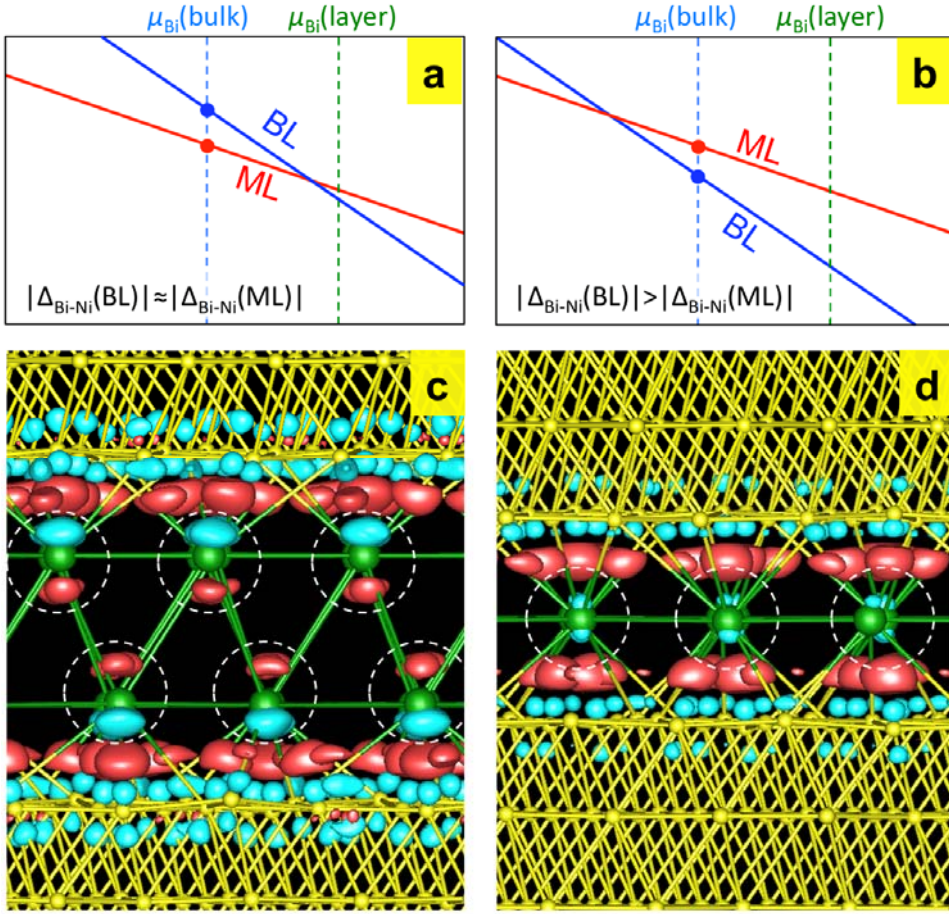 μBi(bulk) μBi(layer)
a
BL
ML
|ΔBi-Ni(BL)|≈|ΔBi-Ni(ML)|
μBi(bulk) μBi(layer)
b
ML
BL
|ΔBi-Ni(BL)|>|ΔBi-Ni(ML)|
c
d